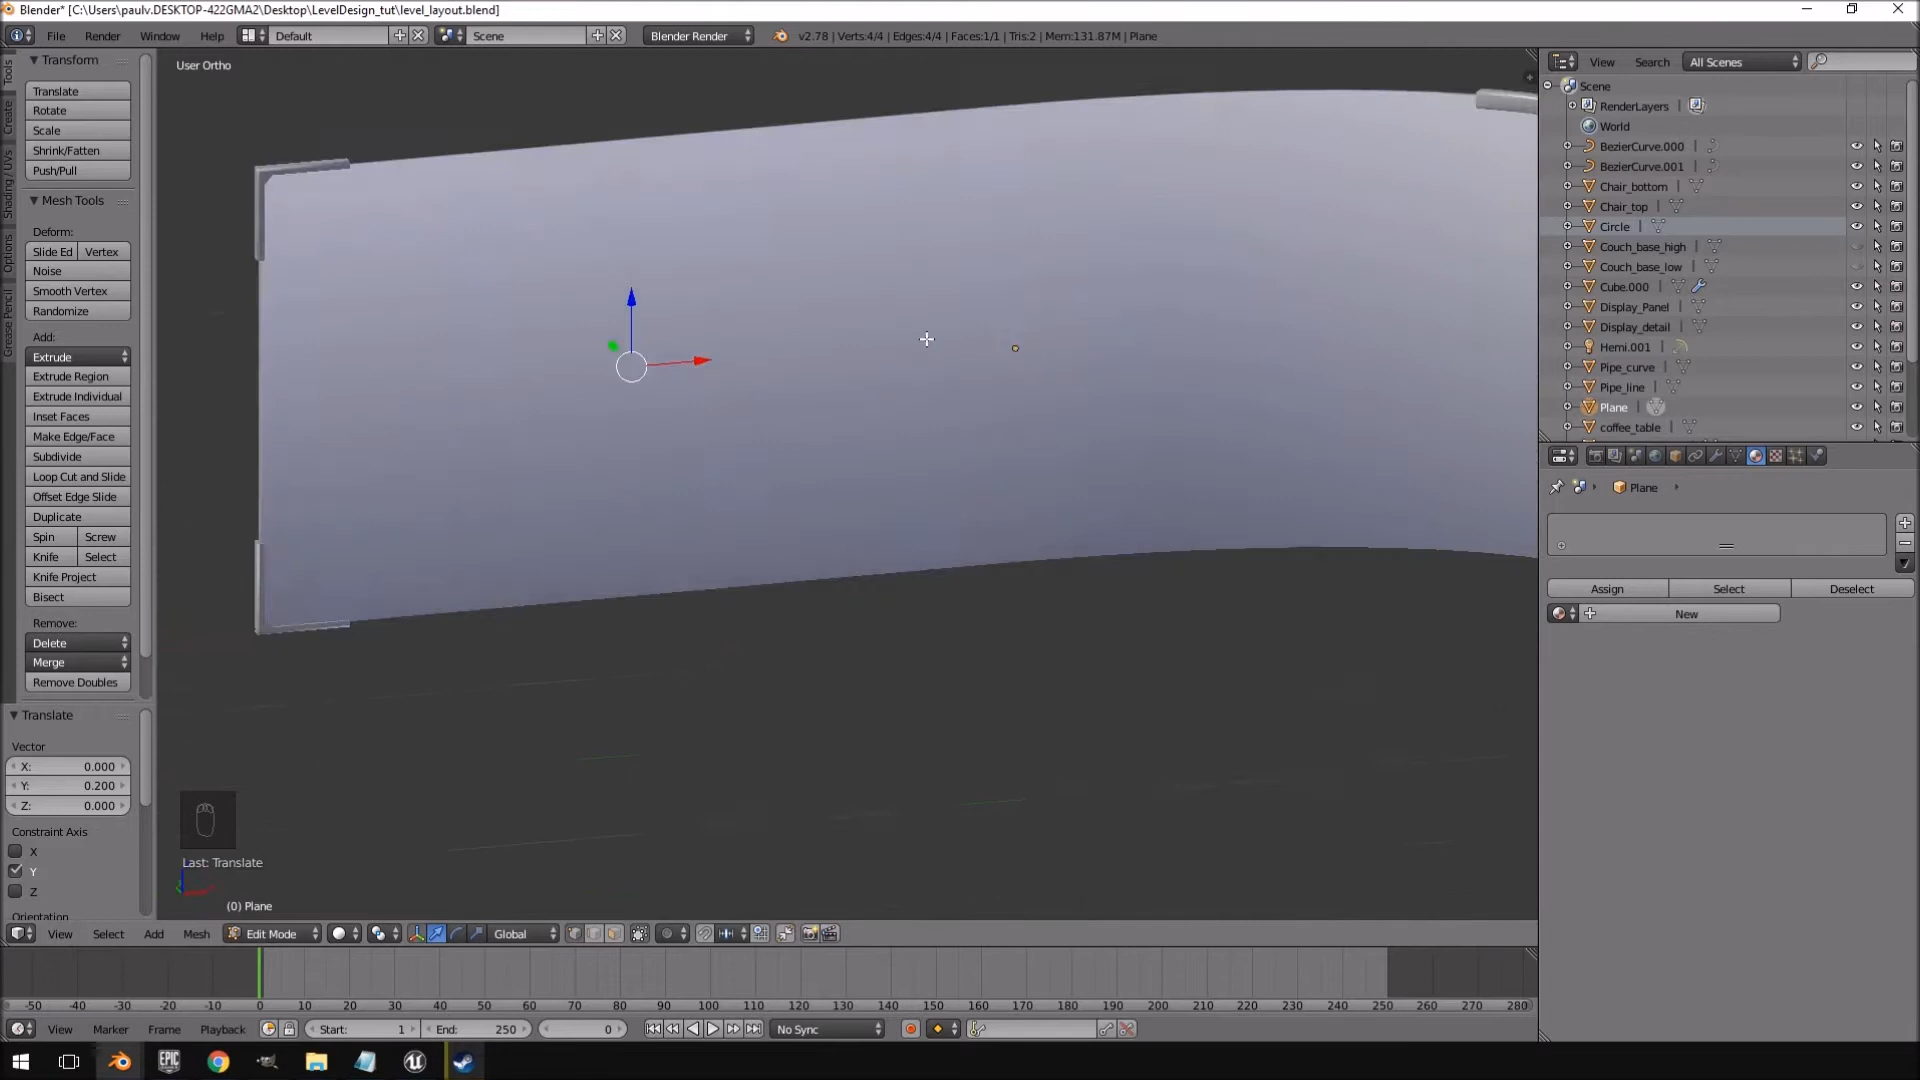 Blender* [C:\Users\paulv.DESKTOP-422GMA2\Desktop\LevelDesign_tut\level_layout.blend]
File Render Window Help Default Scene Blender Render v2.78 | Verts:4/4 | Edges:4/4 | Faces:1/1 | Tris:2 | Mem:131.87M | Plane
Tools
Create
Shading / UVs
Options
Grease Pencil
Transform
Translate
Rotate
Scale
Shrink/Fatten
Push/Pull
Mesh Tools
Deform:
Slide Ed Vertex
Noise
Smooth Vertex
Randomize
Add:
Extrude
Extrude Region
Extrude Individual
Inset Faces
Make Edge/Face
Subdivide
Loop Cut and Slide
Offset Edge Slide
Duplicate
Spin Screw
Knife Select
Knife Project
Bisect
Remove:
Delete
Merge
Remove Doubles
Translate
Vector
X: 0.000
Y: 0.200
Z: 0.000
Constraint Axis
X
Y
Z
Orientation
User Ortho
Last: Translate
(0) Plane
View Select Add Mesh Edit Mode Global
View Search All Scenes
Scene
RenderLayers |
World
BezierCurve.000 |
BezierCurve.001 |
Chair_bottom |
Chair_top |
Circle |
Couch_base_high |
Couch_base_low |
Cube.000 |
Display_Panel |
Display_detail |
Hemi.001 |
Pipe_curve |
Pipe_line |
Plane |
coffee_table |
Plane
Assign Select Deselect
New
-50 -40 -30 -20 -10 0 10 20 30 40 50 60 70 80 90 100 110 120 130 140 150 160 170 180 190 200 210 220 230 240 250 260 270 280
View Marker Frame Playback Start: 1 End: 250 0 No Sync
EPIC